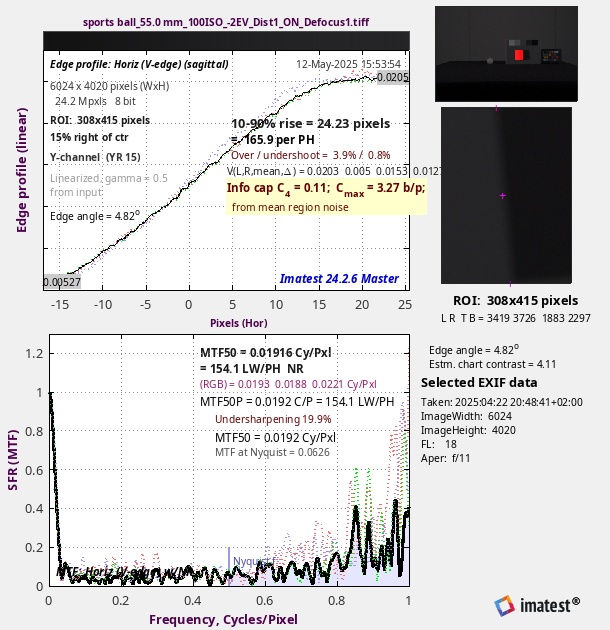 sports ball_55.0 mm_100ISO_-2EV_Dist1_ON_Defocus1.tiff
Edge profile: Horiz (V-edge) (sagittal)
12-May-2025 15:53:54
0.0205
6024 x 4020 pixels (WxH)
24.2 Mpxls 8 bit
ROI: 308x415 pixels
15% right of ctr
Y-channel (YR 15)
Linearized, gamma = 0.5
from input
Edge angle = 4.82°
10-90% rise = 24.23 pixels
= 165.9 per PH
Over / undershoot = 3.9% / 0.8%
V(L,R,mean,Δ) = 0.0203 0.005 0.0153 0.0127
Info cap C4 = 0.11; Cmax = 3.27 b/p;
from mean region noise
0.00527
Imatest 24.2.6 Master
Edge profile (linear)
-15 -10 -5 0 5 10 15 20 25
Pixels (Hor)
ROI: 308x415 pixels
L R T B = 3419 3726 1883 2297
Edge angle = 4.82°
Estm. chart contrast = 4.11
Selected EXIF data
Taken: 2025:04:22 20:48:41+02:00
ImageWidth: 6024
ImageHeight: 4020
FL: 18
Aper: f/11
MTF50 = 0.01916 Cy/Pxl
= 154.1 LW/PH NR
(RGB) = 0.0193 0.0188 0.0221 Cy/Pxl
MTF50P = 0.0192 C/P = 154.1 LW/PH
Undersharpening 19.9%
MTF50 = 0.0192 Cy/Pxl
MTF at Nyquist = 0.0626
Nyquist
MTF: Horiz (V-edge)
SFR (MTF)
1.2
1
0.8
0.6
0.4
0.2
0
0 0.2 0.4 0.6 0.8 1
Frequency, Cycles/Pixel
imatest®